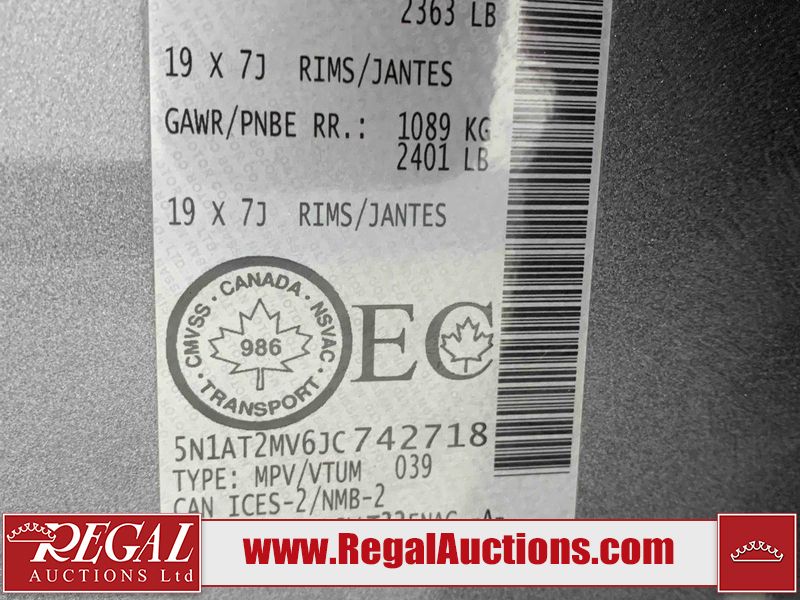 2363 LB
19 X 7J RIMS/JANTES
GAWR/PNBE RR.: 1089 KG
2401 LB
19 X 7J RIMS/JANTES
CMVSS · CANADA · NSVAC · TRANSPORT ·
986
EC
5N1AT2MV6JC742718
TYPE: MPV/VTUM 039
CAN ICES-2/NMB-2
REGAL
AUCTIONS Ltd
www.RegalAuctions.com